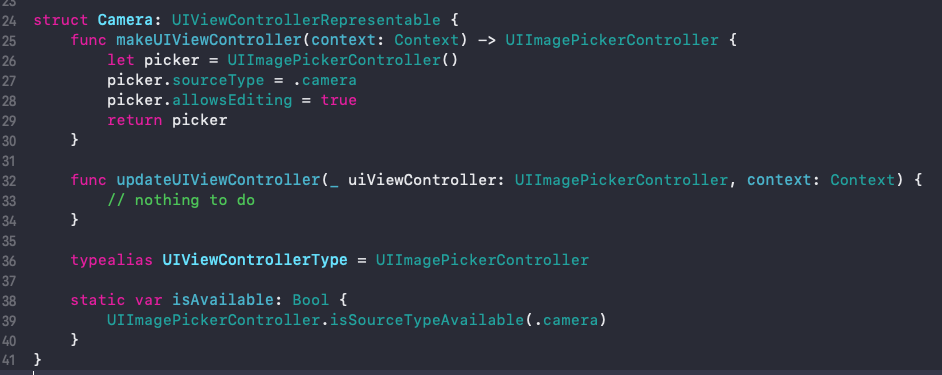 23
24 struct Camera: UIViewControllerRepresentable {
25     func makeUIViewController(context: Context) -> UIImagePickerController {
26         let picker = UIImagePickerController()
27         picker.sourceType = .camera
28         picker.allowsEditing = true
29         return picker
30     }
31
32     func updateUIViewController(_ uiViewController: UIImagePickerController, context: Context) {
33         // nothing to do
34     }
35
36     typealias UIViewControllerType = UIImagePickerController
37
38     static var isAvailable: Bool {
39         UIImagePickerController.isSourceTypeAvailable(.camera)
40     }
41 }